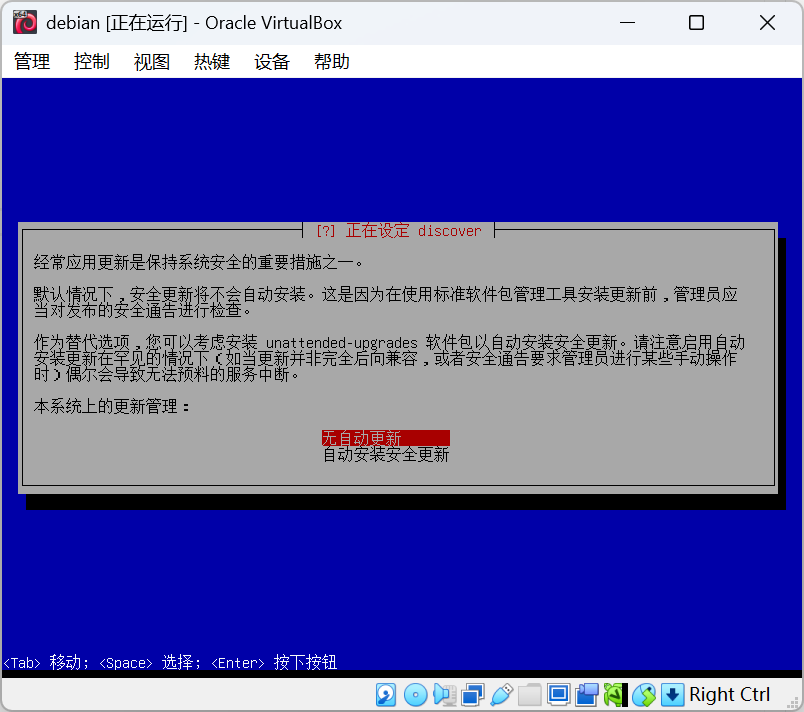 debian [正在运行] - Oracle VirtualBox
管理 控制 视图 热键 设备 帮助
[?] 正在设定 discover
经常应用更新是保持系统安全的重要措施之一。
默认情况下，安全更新将不会自动安装。这是因为在使用标准软件包管理工具安装更新前，管理员应
当对发布的安全通告进行检查。
作为替代选项，您可以考虑安装 unattended-upgrades 软件包以自动安装安全更新。请注意启用自动
安装更新在罕见的情况下（如当更新并非完全后向兼容，或者安全通告要求管理员进行某些手动操作
时）偶尔会导致无法预料的服务中断。
本系统上的更新管理：
无自动更新
自动安装安全更新
<Tab> 移动; <Space> 选择; <Enter> 按下按钮
Right Ctrl